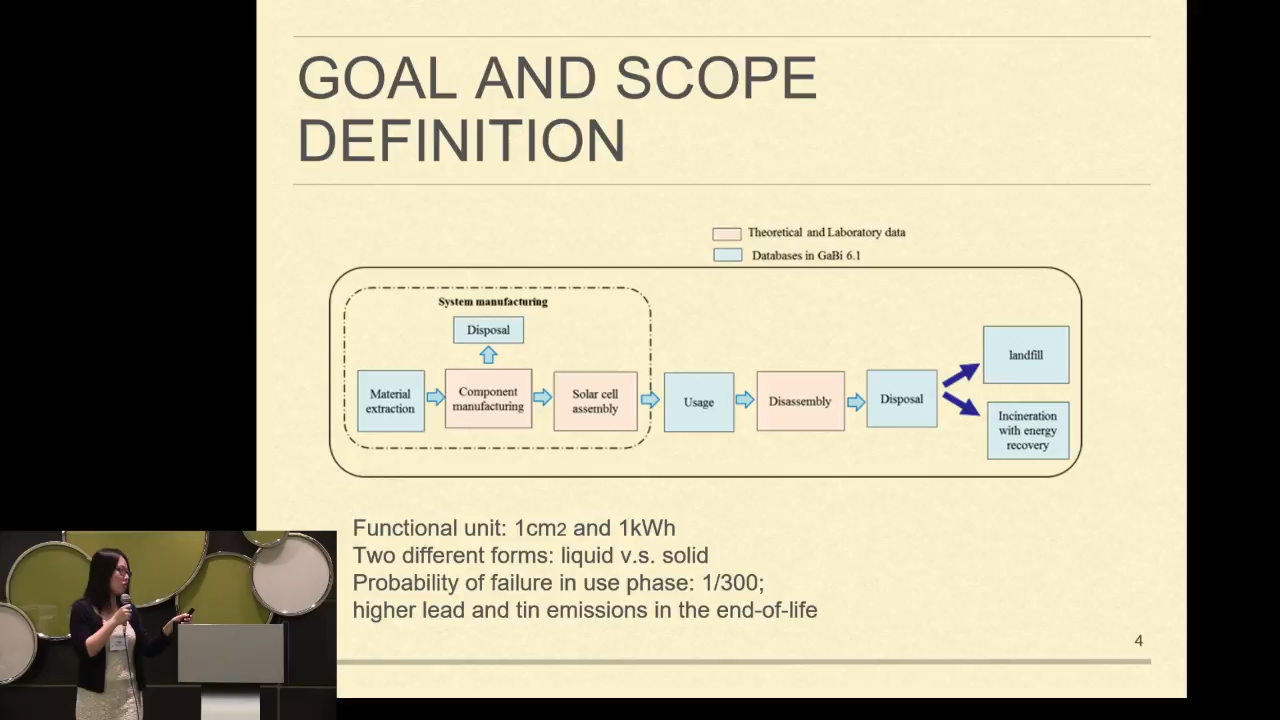 GOAL AND SCOPE
DEFINITION
Theoretical and Laboratory data
Databases in GaBi 6.1
System manufacturing
Disposal
Material
extraction
Component
manufacturing
Solar cell
assembly
Usage
Disassembly
Disposal
landfill
Incineration
with energy
recovery
Functional unit: 1cm2 and 1kWh
Two different forms: liquid v.s. solid
Probability of failure in use phase: 1/300;
higher lead and tin emissions in the end-of-life
4